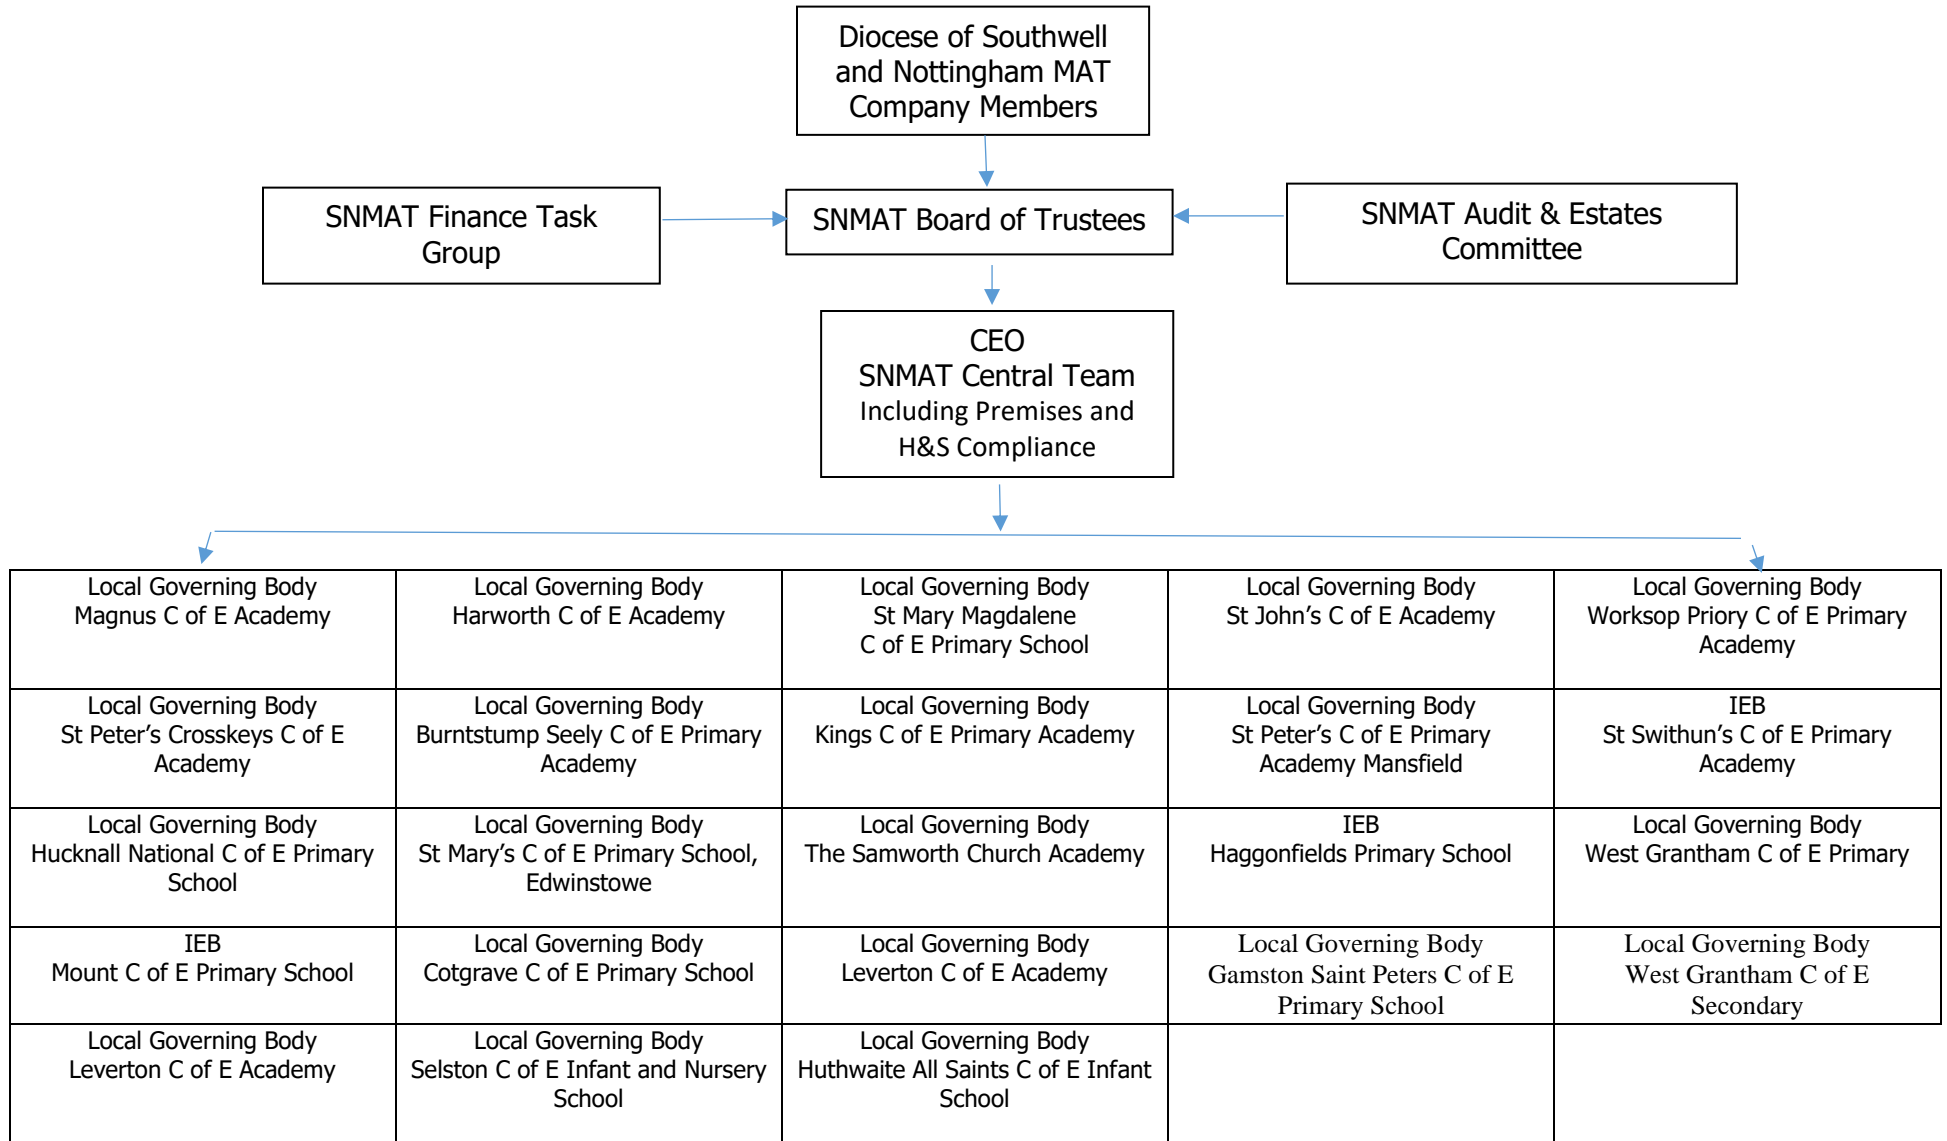 Diocese of Southwell
and Nottingham MAT
Company Members
SNMAT Finance Task
Group
SNMAT Board of Trustees
SNMAT Audit & Estates
Committee
CEO
SNMAT Central Team
Including Premises and
H&S Compliance
Local Governing Body
Magnus C of E Academy
Local Governing Body
Harworth C of E Academy
Local Governing Body
St Mary Magdalene
C of E Primary School
Local Governing Body
St John's C of E Academy
Local Governing Body
Worksop Priory C of E Primary
Academy
Local Governing Body
St Peter's Crosskeys C of E
Academy
Local Governing Body
Burntstump Seely C of E Primary
Academy
Local Governing Body
Kings C of E Primary Academy
Local Governing Body
St Peter's C of E Primary
Academy Mansfield
IEB
St Swithun's C of E Primary
Academy
Local Governing Body
Hucknall National C of E Primary
School
Local Governing Body
St Mary's C of E Primary School,
Edwinstowe
Local Governing Body
The Samworth Church Academy
IEB
Haggonfields Primary School
Local Governing Body
West Grantham C of E Primary
IEB
Mount C of E Primary School
Local Governing Body
Cotgrave C of E Primary School
Local Governing Body
Leverton C of E Academy
Local Governing Body
Gamston Saint Peters C of E
Primary School
Local Governing Body
West Grantham C of E
Secondary
Local Governing Body
Leverton C of E Academy
Local Governing Body
Selston C of E Infant and Nursery
School
Local Governing Body
Huthwaite All Saints C of E Infant
School